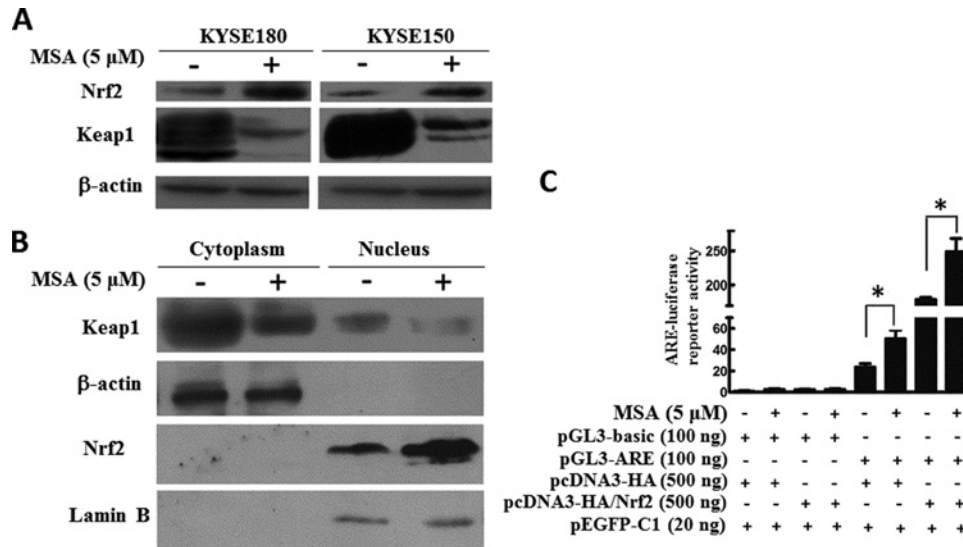 A
KYSE180 KYSE150
MSA (5 μM) - + - +
Nrf2
Keap1
β-actin
B
Cytoplasm Nucleus
MSA (5 μM) - + - +
Keap1
β-actin
Nrf2
Lamin B
C
* *
ARE-luciferase
reporter activity
250
200
60
40
20
0
MSA (5 μM) - + - + - + - +
pGL3-basic (100 ng) + + + + - - - -
pGL3-ARE (100 ng) - - - - + + + +
pcDNA3-HA (500 ng) + + - - + + - -
pcDNA3-HA/Nrf2 (500 ng) - - + + - - + +
pEGFP-C1 (20 ng) + + + + + + + +